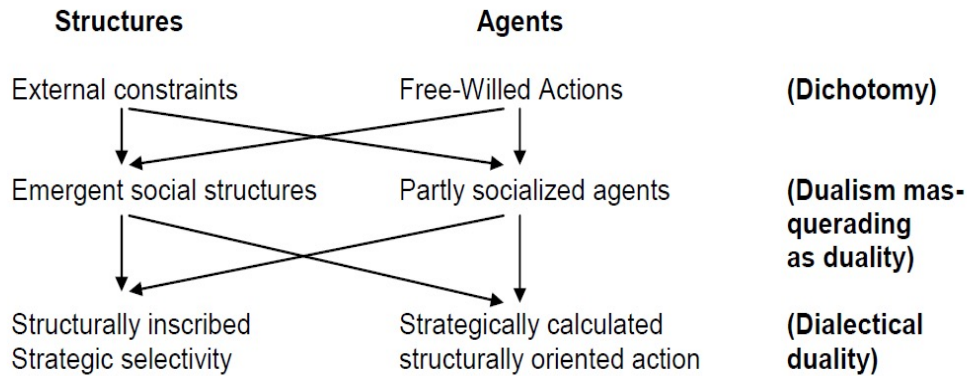 Structures Agents
External constraints Free-Willed Actions (Dichotomy)
Emergent social structures Partly socialized agents (Dualism mas-
querading
as duality)
Structurally inscribed Strategically calculated (Dialectical
Strategic selectivity structurally oriented action duality)